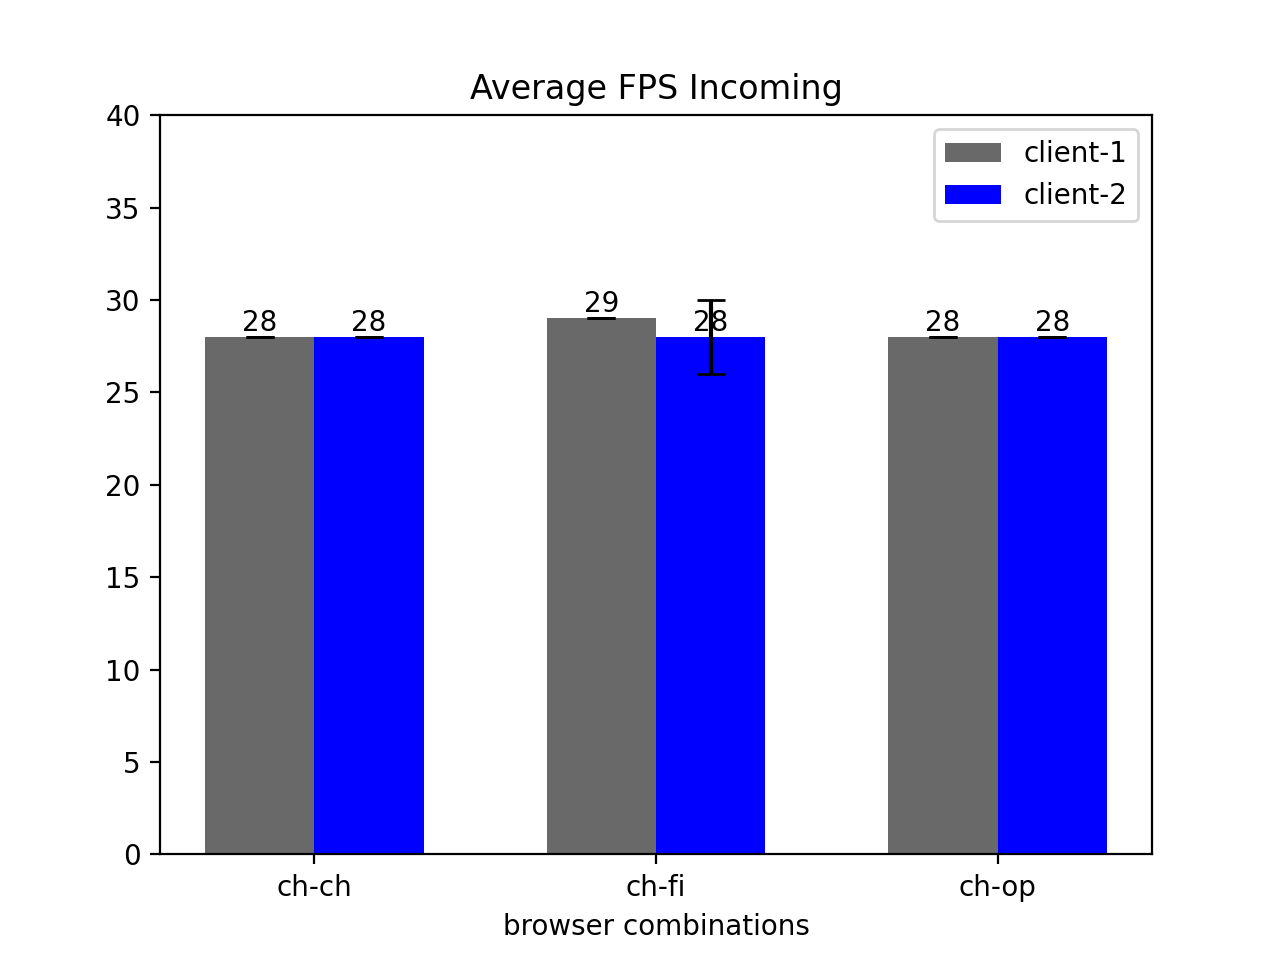 Average FPS Incoming
40
35
30
25
20
15
10
5
0
client-1
client-2
28
28
29
28
28
28
ch-ch
ch-fi
ch-op
browser combinations